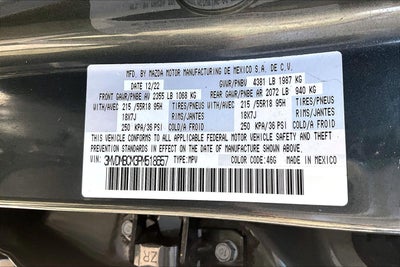 MFD. BY MAZDA MOTOR MANUFACTURING DE MEXICO S.A. DE C.V.
DATE 12/22 GVWR/PNBV 4381 LB 1987 KG
FRONT GAWR/PNBE AV 2355 LB 1068 KG REAR GAWR/PNBE AR 2072 LB 940 KG
WITH/AVEC 215/55R18 95H TIRES/PNEUS WITH/AVEC 215/55R18 95H TIRES/PNEUS
18X7J RIMS/JANTES 18X7J RIMS/JANTES
250 KPA/36 PSI COLD/FROID 250 KPA/36 PSI COLD/FROID
THIS VEHICLE CONFORMS TO ALL APPLICABLE FEDERAL MOTOR VEHICLE SAFETY AND THEFT
PREVENTION STANDARDS IN EFFECT ON THE DATE OF MANUFACTURE SHOWN ABOVE.
VIN: TYPE: MPV COLOR CODE: 46G MADE IN MEXICO
ZR